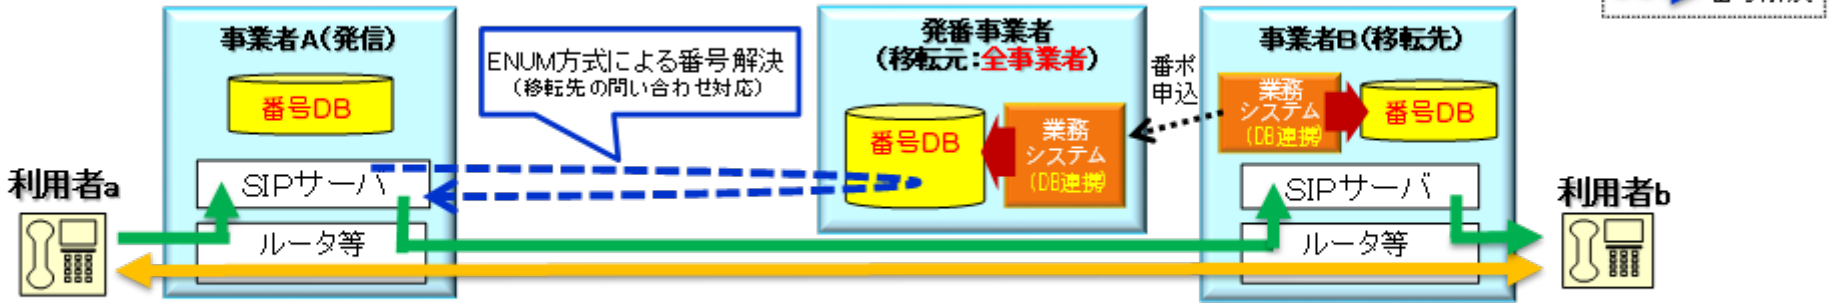 事業者A(発信)
ENUM方式による番号解決
(移転先の問い合わせ対応)
発番事業者
(移転元:全事業者)
事業者B(移転先)
番ポ
申込
番号DB
番号DB
業務
システム
(DB連携)
業務
システム
(DB連携)
番号DB
利用者a
SIPサーバ
ルータ等
SIPサーバ
ルータ等
利用者b